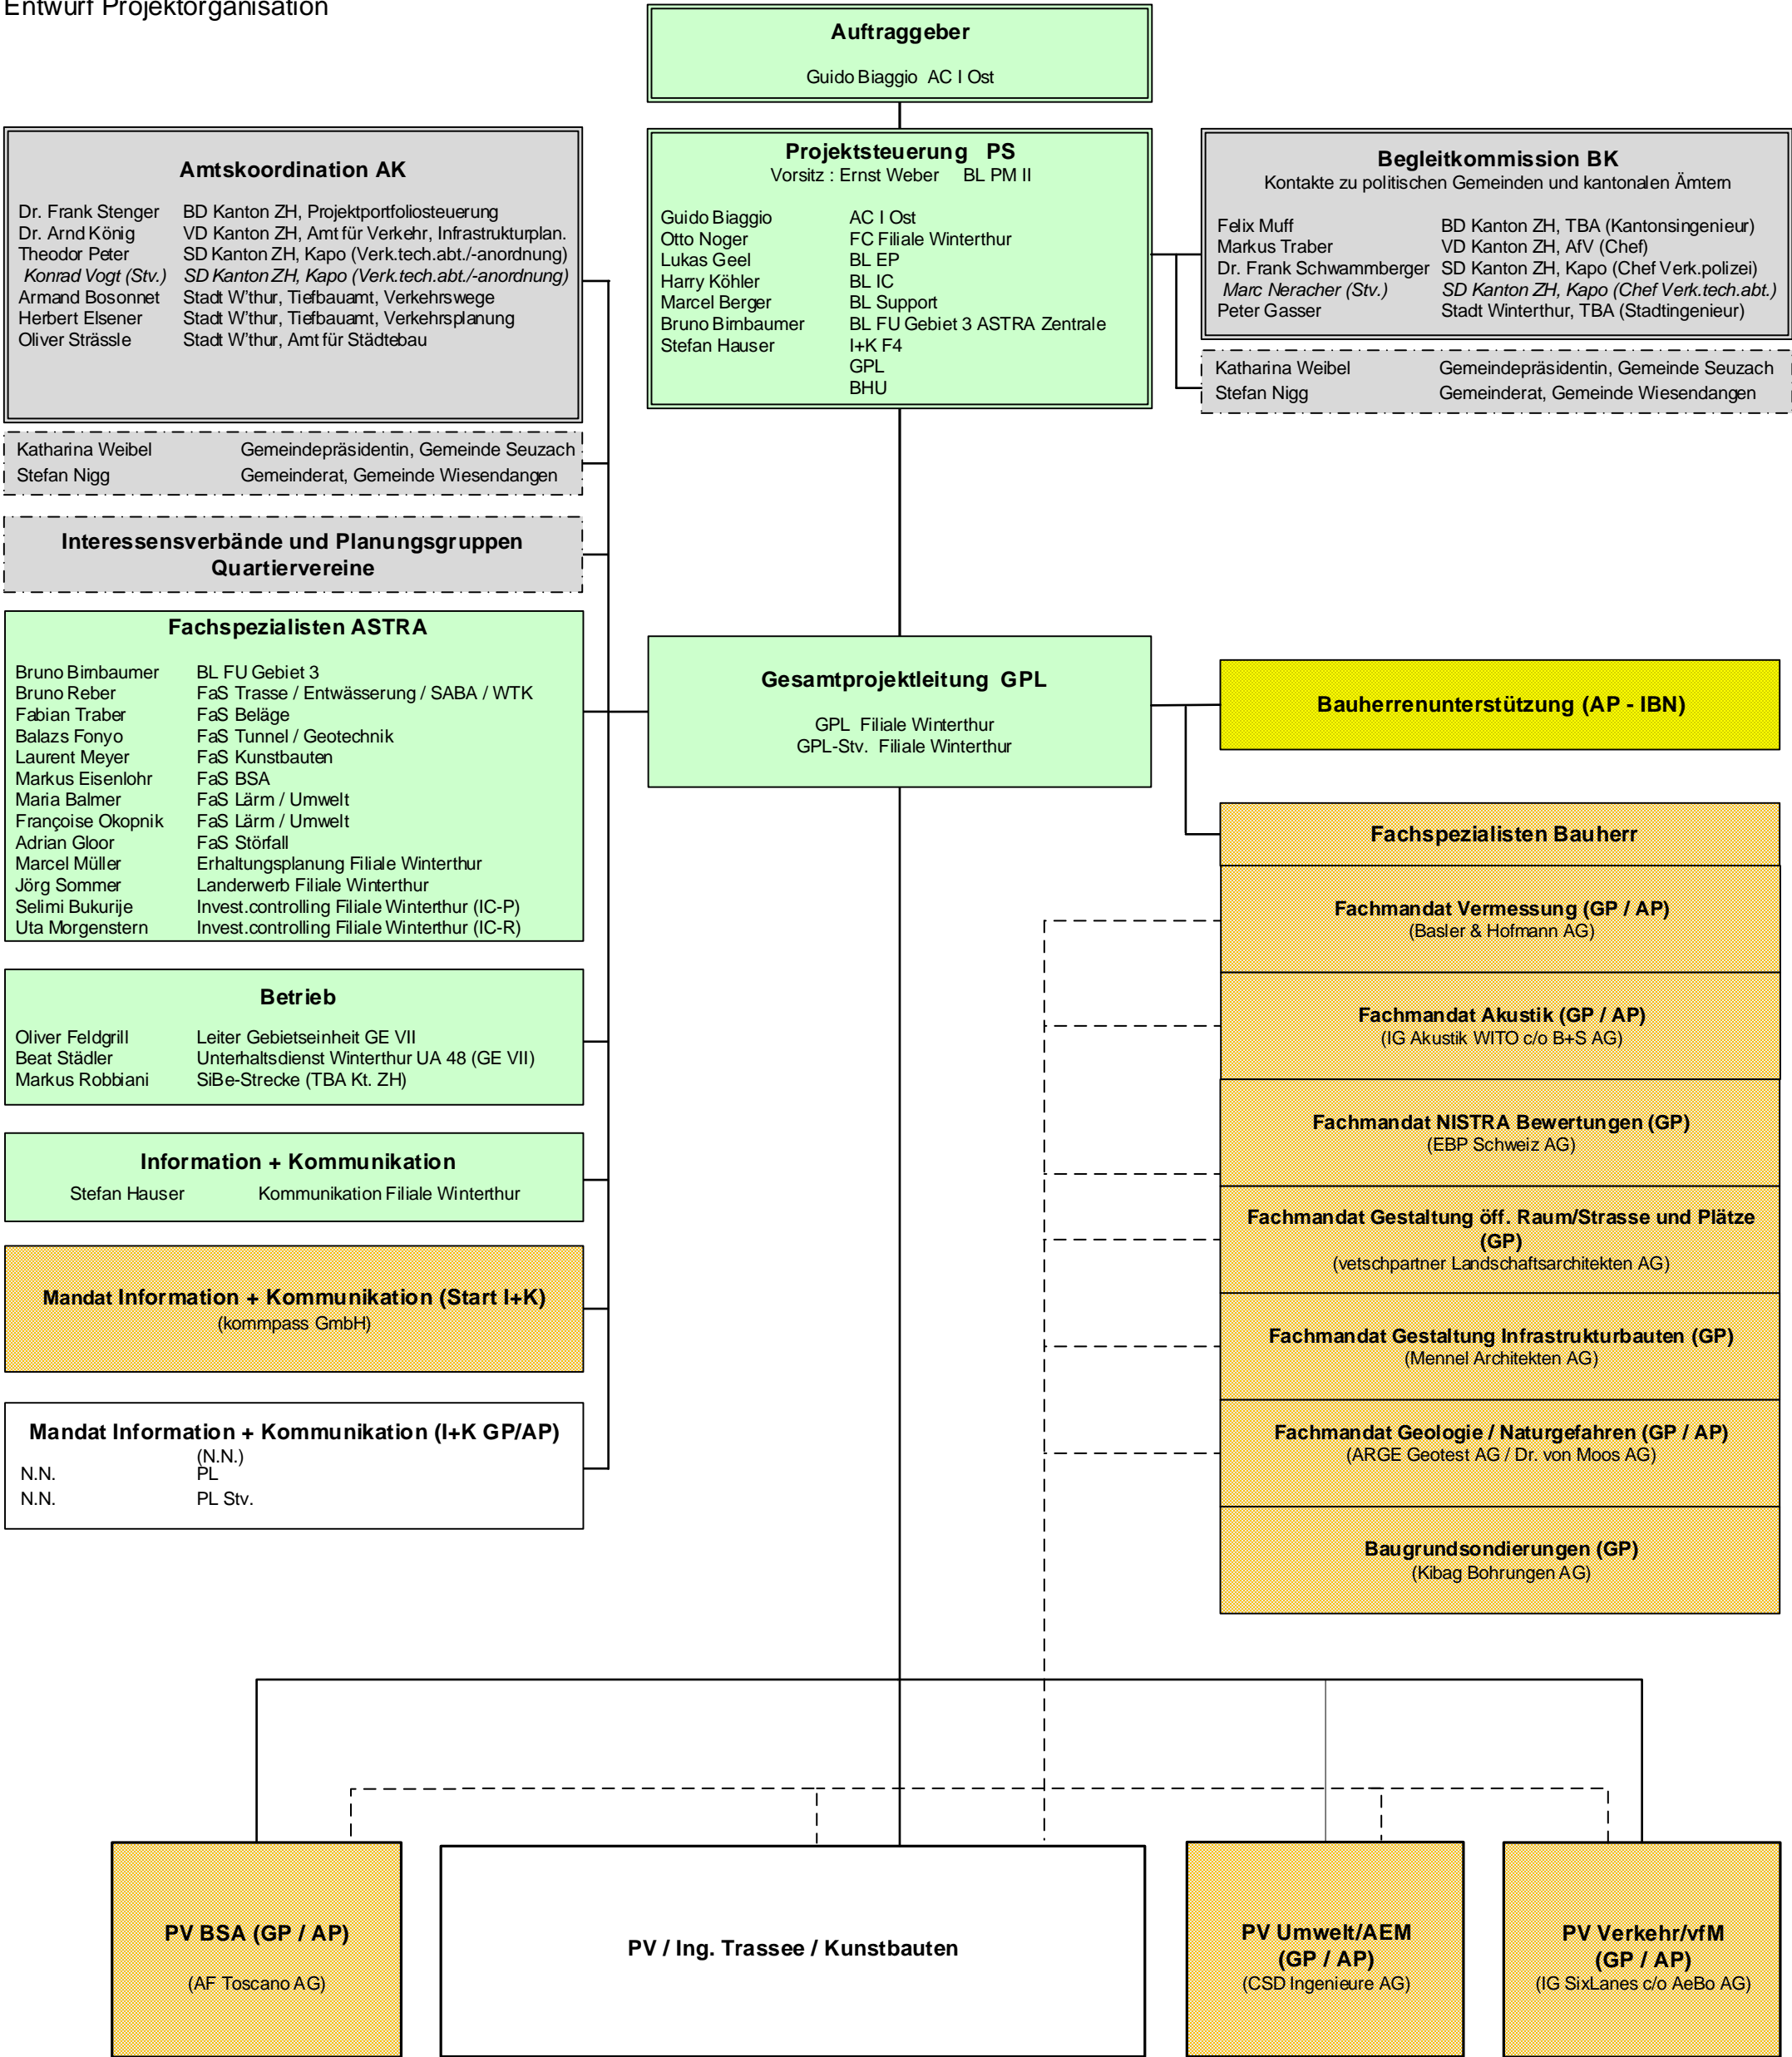 Entwurf Projektorganisation
Auftraggeber
Guido Biaggio AC I Ost
Amtskoordination AK
Dr. Frank Stenger BD Kanton ZH, Projektportfoliosteuerung
Dr. Arnd König VD Kanton ZH, Amt für Verkehr, Infrastrukturplan.
Theodor Peter SD Kanton ZH, Kapo (Verk.tech.abt./-anordnung)
Konrad Vogt (Stv.) SD Kanton ZH, Kapo (Verk.tech.abt./-anordnung)
Armand Bosonnet Stadt W'thur, Tiefbauamt, Verkehrswege
Herbert Elsener Stadt W'thur, Tiefbauamt, Verkehrsplanung
Oliver Strässle Stadt W'thur, Amt für Städtebau
Katharina Weibel Gemeindepräsidentin, Gemeinde Seuzach
Stefan Nigg Gemeinderat, Gemeinde Wiesendangen
Interessensverbände und Planungsgruppen
Quartiervereine
Projektsteuerung PS
Vorsitz : Ernst Weber BL PM II
Guido Biaggio AC I Ost
Otto Noger FC Filiale Winterthur
Lukas Geel BL EP
Harry Köhler BL IC
Marcel Berger BL Support
Bruno Birnbaumer BL FU Gebiet 3 ASTRA Zentrale
Stefan Hauser I+K F4
GPL
BHU
Begleitkommission BK
Kontakte zu politischen Gemeinden und kantonalen Ämtern
Felix Muff BD Kanton ZH, TBA (Kantonsingenieur)
Markus Traber VD Kanton ZH, AfV (Chef)
Dr. Frank Schwammberger SD Kanton ZH, Kapo (Chef Verk.polizei)
Marc Neracher (Stv.) SD Kanton ZH, Kapo (Chef Verk.tech.abt.)
Peter Gasser Stadt Winterthur, TBA (Stadtingenieur)
Katharina Weibel Gemeindepräsidentin, Gemeinde Seuzach
Stefan Nigg Gemeinderat, Gemeinde Wiesendangen
Fachspezialisten ASTRA
Bruno Birnbaumer BL FU Gebiet 3
Bruno Reber FaS Trasse / Entwässerung / SABA / WTK
Fabian Traber FaS Beläge
Balazs Fonyo FaS Tunnel / Geotechnik
Laurent Meyer FaS Kunstbauten
Markus Eisenlohr FaS BSA
Maria Balmer FaS Lärm / Umwelt
Françoise Okopnik FaS Lärm / Umwelt
Adrian Gloor FaS Störfall
Marcel Müller Erhaltungsplanung Filiale Winterthur
Jörg Sommer Landerwerb Filiale Winterthur
Selimi Bukurije Invest.controlling Filiale Winterthur (IC-P)
Uta Morgenstern Invest.controlling Filiale Winterthur (IC-R)
Gesamtprojektleitung GPL
GPL Filiale Winterthur
GPL-Stv. Filiale Winterthur
Bauherrenunterstützung (AP - IBN)
Betrieb
Oliver Feldgrill Leiter Gebietseinheit GE VII
Beat Städler Unterhaltsdienst Winterthur UA 48 (GE VII)
Markus Robbiani SiBe-Strecke (TBA Kt. ZH)
Information + Kommunikation
Stefan Hauser Kommunikation Filiale Winterthur
Mandat Information + Kommunikation (Start I+K)
(kommpass GmbH)
Mandat Information + Kommunikation (I+K GP/AP)
(N.N.)
N.N. PL
N.N. PL Stv.
Fachspezialisten Bauherr
Fachmandat Vermessung (GP / AP)
(Basler & Hofmann AG)
Fachmandat Akustik (GP / AP)
(IG Akustik WITO c/o B+S AG)
Fachmandat NISTRA Bewertungen (GP)
(EBP Schweiz AG)
Fachmandat Gestaltung öff. Raum/Strasse und Plätze
(GP)
(vetschpartner Landschaftsarchitekten AG)
Fachmandat Gestaltung Infrastrukturbauten (GP)
(Mennel Architekten AG)
Fachmandat Geologie / Naturgefahren (GP / AP)
(ARGE Geotest AG / Dr. von Moos AG)
Baugrundsondierungen (GP)
(Kibag Bohrungen AG)
PV BSA (GP / AP)
(AF Toscano AG)
PV / Ing. Trassee / Kunstbauten
PV Umwelt/AEM
(GP / AP)
(CSD Ingenieure AG)
PV Verkehr/vfM
(GP / AP)
(IG SixLanes c/o AeBo AG)